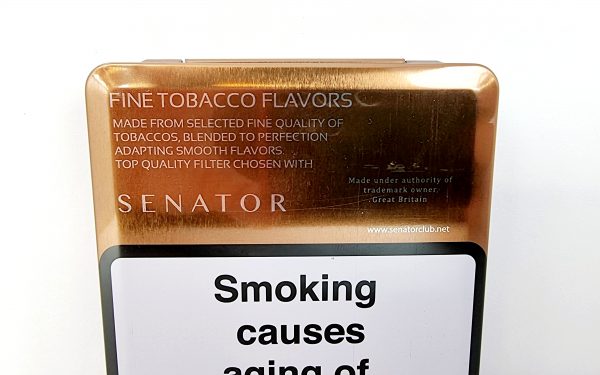 FINE TOBACCO FLAVORS
MADE FROM SELECTED FINE QUALITY OF
TOBACCOS, BLENDED TO PERFECTION
ADAPTING SMOOTH FLAVORS.
TOP QUALITY FILTER CHOSEN WITH
SENATOR
Made under authority of
trademark owner,
Great Britain
www.senatorclub.net
Smoking
causes
aging of